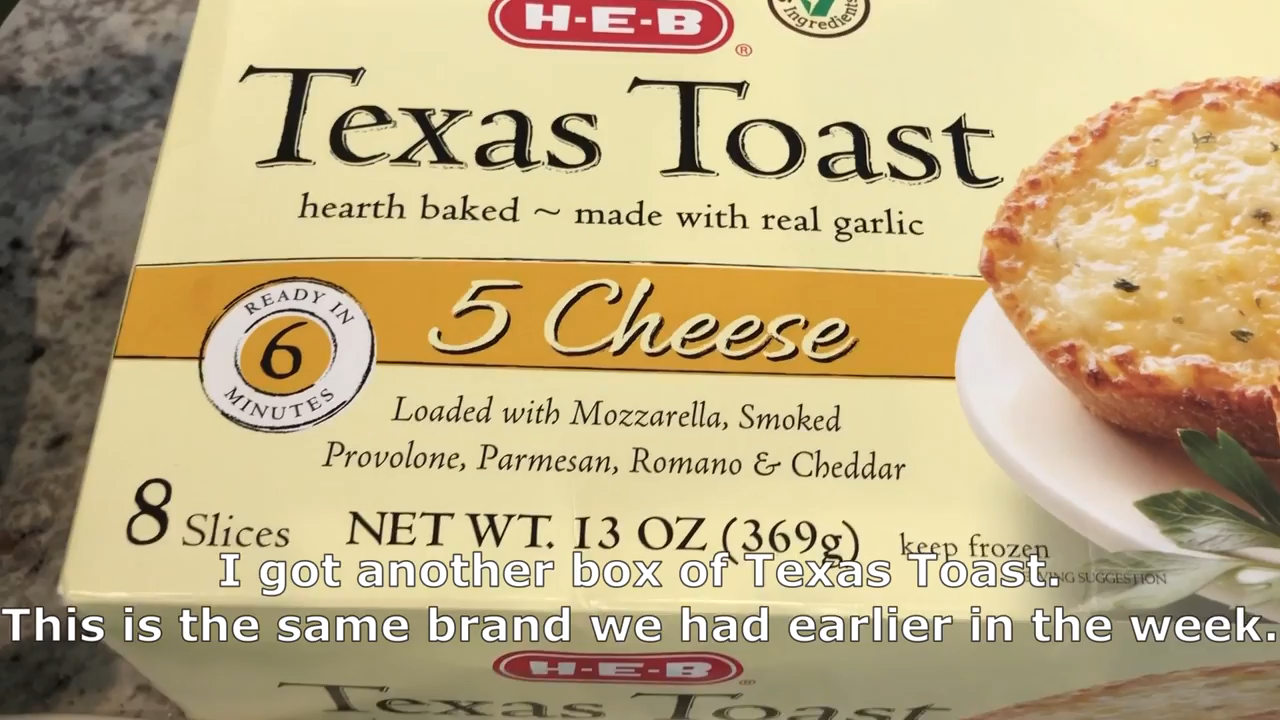 H-E-B
Ingredients
®
Texas Toast
hearth baked ~ made with real garlic
READY IN
6
MINUTES
5 Cheese
Loaded with Mozzarella, Smoked
Provolone, Parmesan, Romano & Cheddar
8 Slices NET WT. 13 OZ (369g) keep frozen
SUGGESTION
I got another box of Texas Toast.
This is the same brand we had earlier in the week.
H-E-B
®
Texas Toast